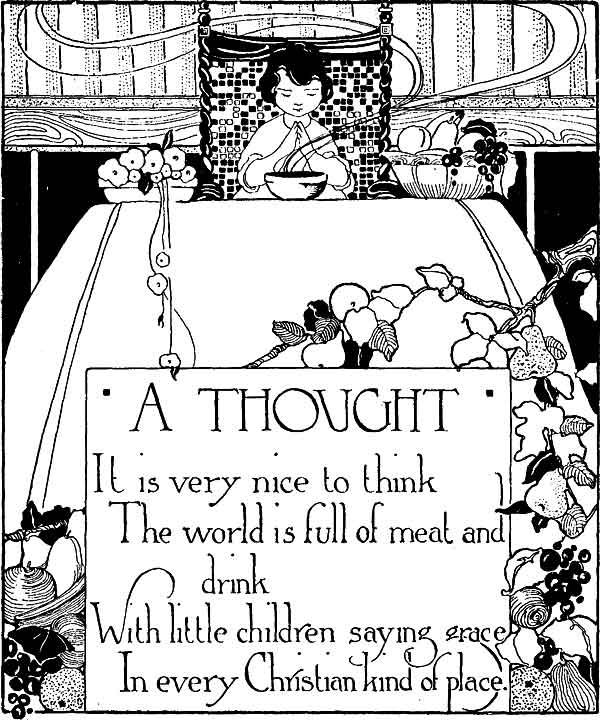 · A THOUGHT ·
It is very nice to think
The world is full of meat and
drink
With little children saying grace
In every Christian kind of place.